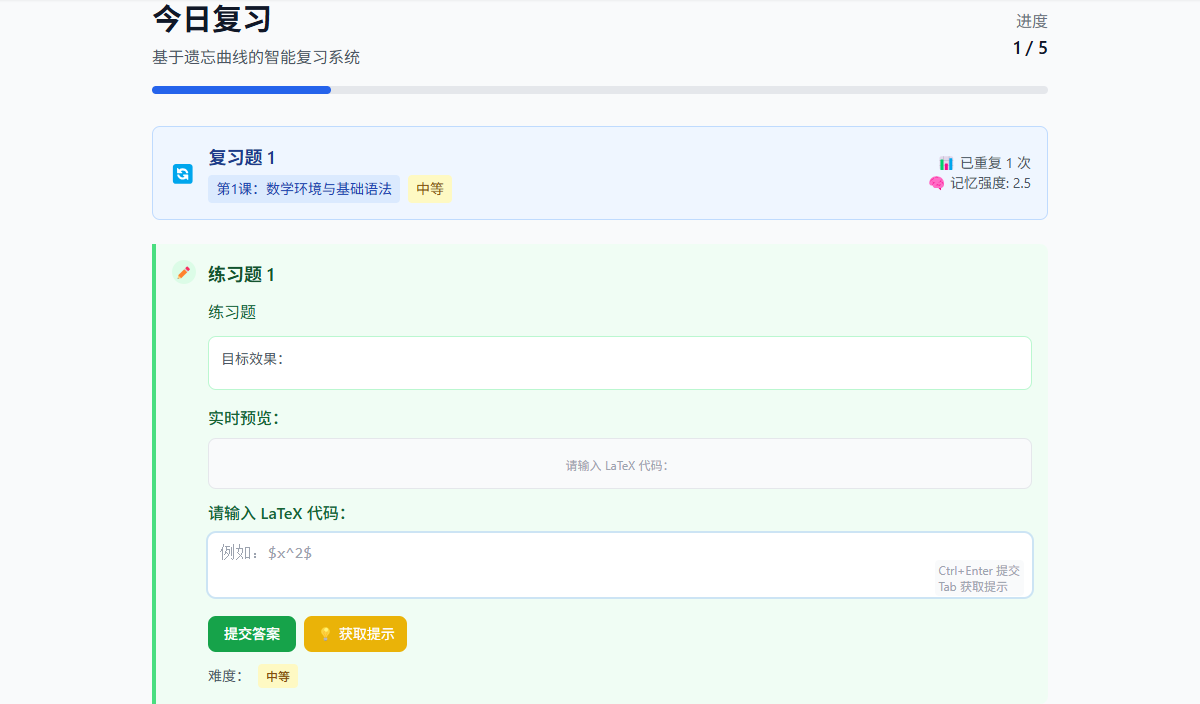 今日复习
进度
基于遗忘曲线的智能复习系统
1 / 5
复习题 1
第1课：数学环境与基础语法
中等
已重复 1 次
记忆强度: 2.5
练习题 1
练习题
目标效果：
实时预览：
请输入 LaTeX 代码：
请输入 LaTeX 代码：
例如：$x^2$
Ctrl+Enter 提交
Tab 获取提示
提交答案
获取提示
难度：
中等